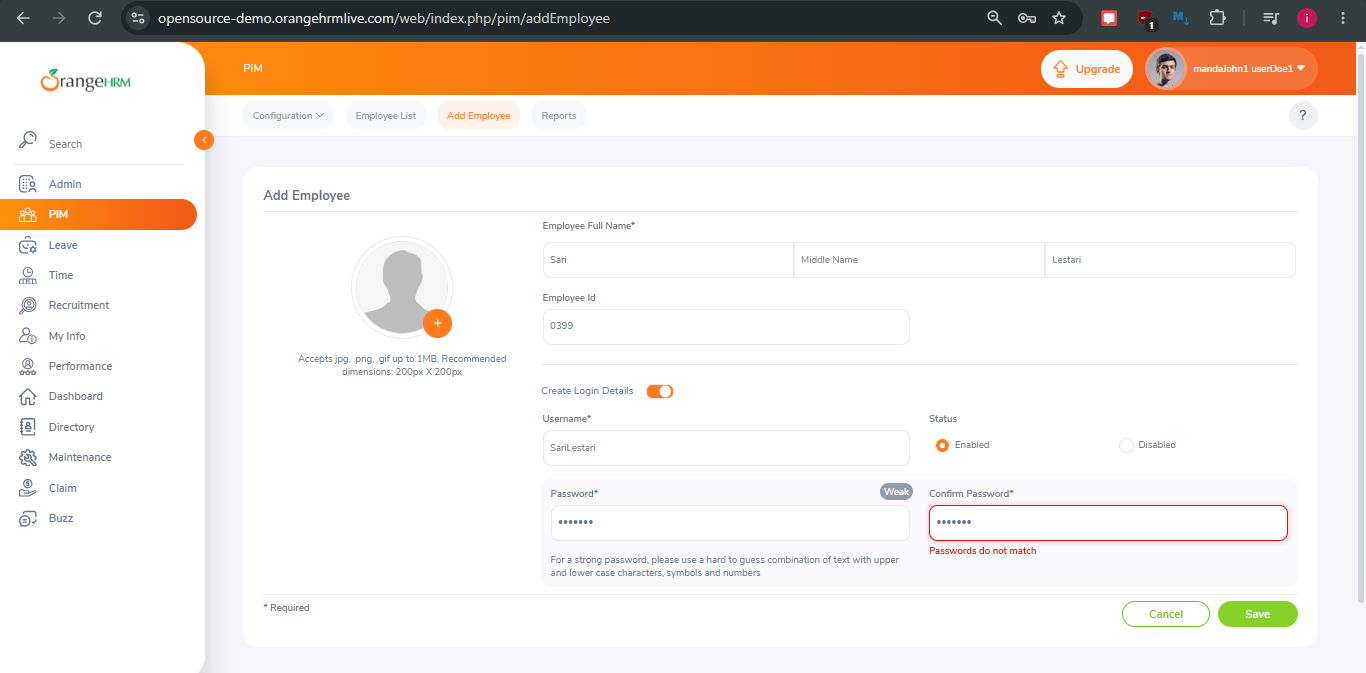 opensource-demo.orangehrmlive.com/web/index.php/pim/addEmployee
1
M
i
OrangeHRM
PIM
Upgrade
mandaJohn1 userDoe1
Configuration
Employee List
Add Employee
Reports
?
Search
Admin
PIM
Leave
Time
Recruitment
My Info
Performance
Dashboard
Directory
Maintenance
Claim
Buzz
Add Employee
Accepts jpg, .png, .gif up to 1MB. Recommended
dimensions: 200px X 200px
Employee Full Name*
Sari Middle Name Lestari
Employee Id
0399
Create Login Details
Username* Status
SariLestari Enabled Disabled
Password* Weak Confirm Password*
••••••• •••••••
Passwords do not match
For a strong password, please use a hard to guess combination of text with upper
and lower case characters, symbols and numbers
* Required
Cancel Save